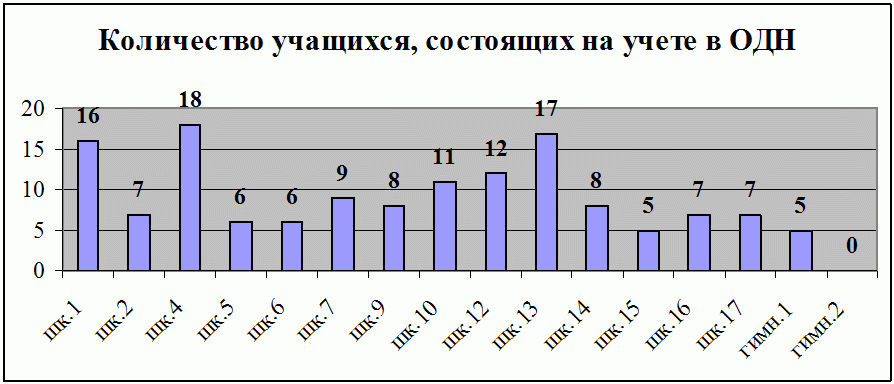 Количество учащихся, состоящих на учете в ОДН
20
15
10
5
0
16
7
18
6
6
9
8
11
12
17
8
5
7
7
5
0
шк.1
шк.2
шк.4
шк.5
шк.6
шк.7
шк.9
шк.10
шк.12
шк.13
шк.14
шк.15
шк.16
шк.17
гимн.1
гимн.2